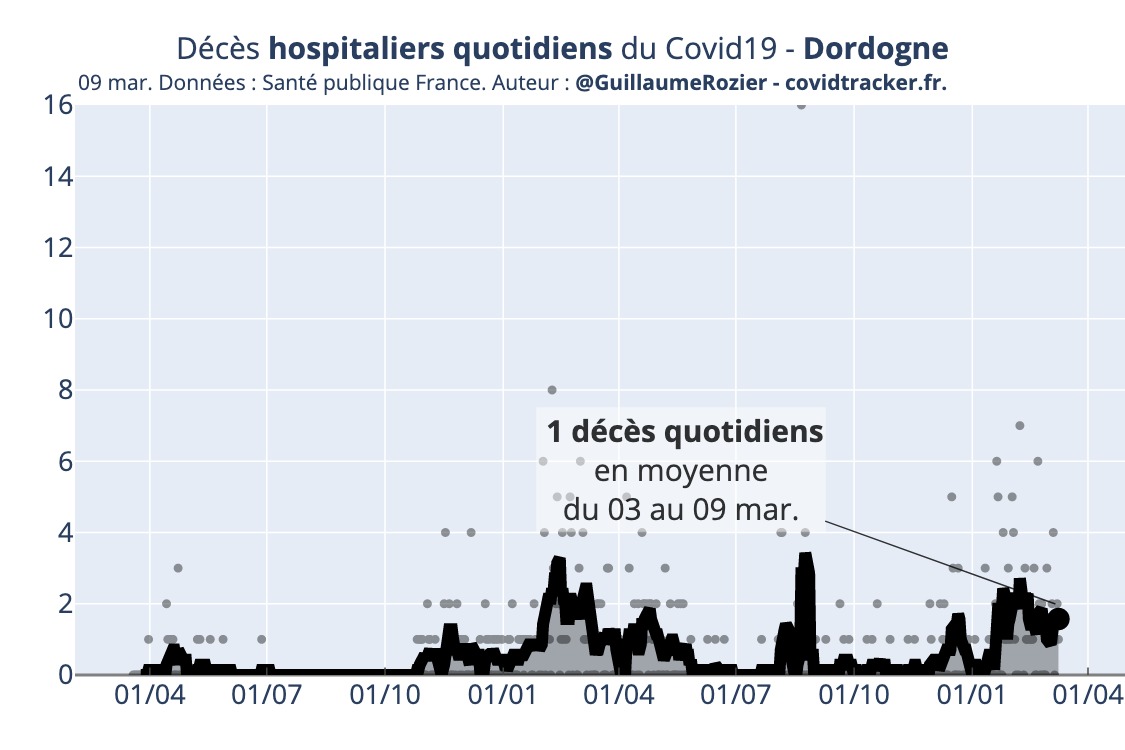 Décès hospitaliers quotidiens du Covid19 - Dordogne
09 mar. Données : Santé publique France. Auteur : @GuillaumeRozier - covidtracker.fr.
16
14
12
10
8
1 décès quotidiens
6
en moyenne
du 03 au 09 mar.
4
2
0
01/04 01/07 01/10 01/01 01/04 01/07 01/10 01/01 01/04